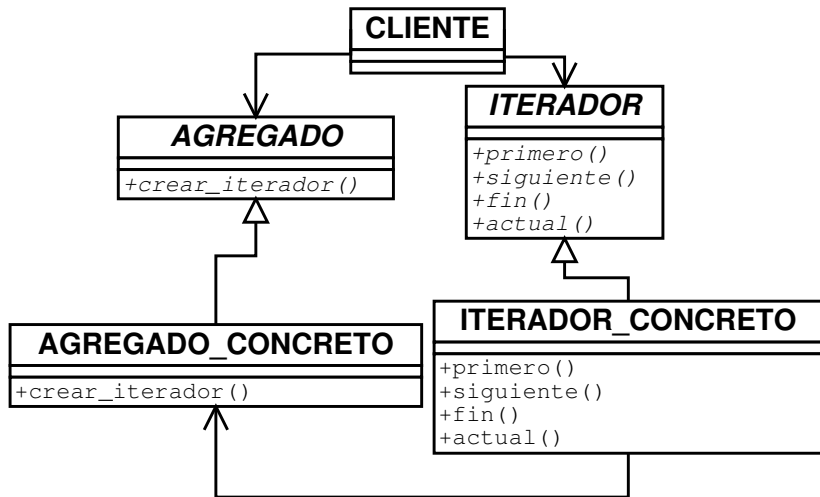 CLIENTE
AGREGADO
+crear_iterador()
ITERADOR
+primero()
+siguiente()
+fin()
+actual()
AGREGADO_CONCRETO
+crear_iterador()
ITERADOR_CONCRETO
+primero()
+siguiente()
+fin()
+actual()